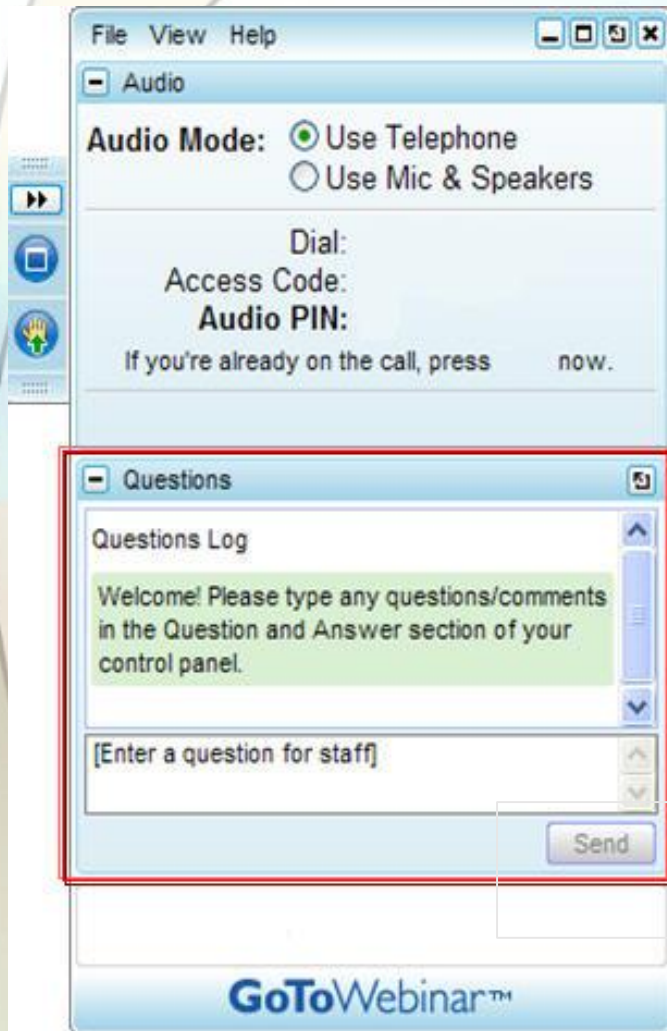 File View Help
Audio
Audio Mode: Use Telephone
Use Mic & Speakers
Dial:
Access Code:
Audio PIN:
If you're already on the call, press now.
Questions
Questions Log
Welcome! Please type any questions/comments
in the Question and Answer section of your
control panel.
[Enter a question for staff]
Send
GoToWebinar™